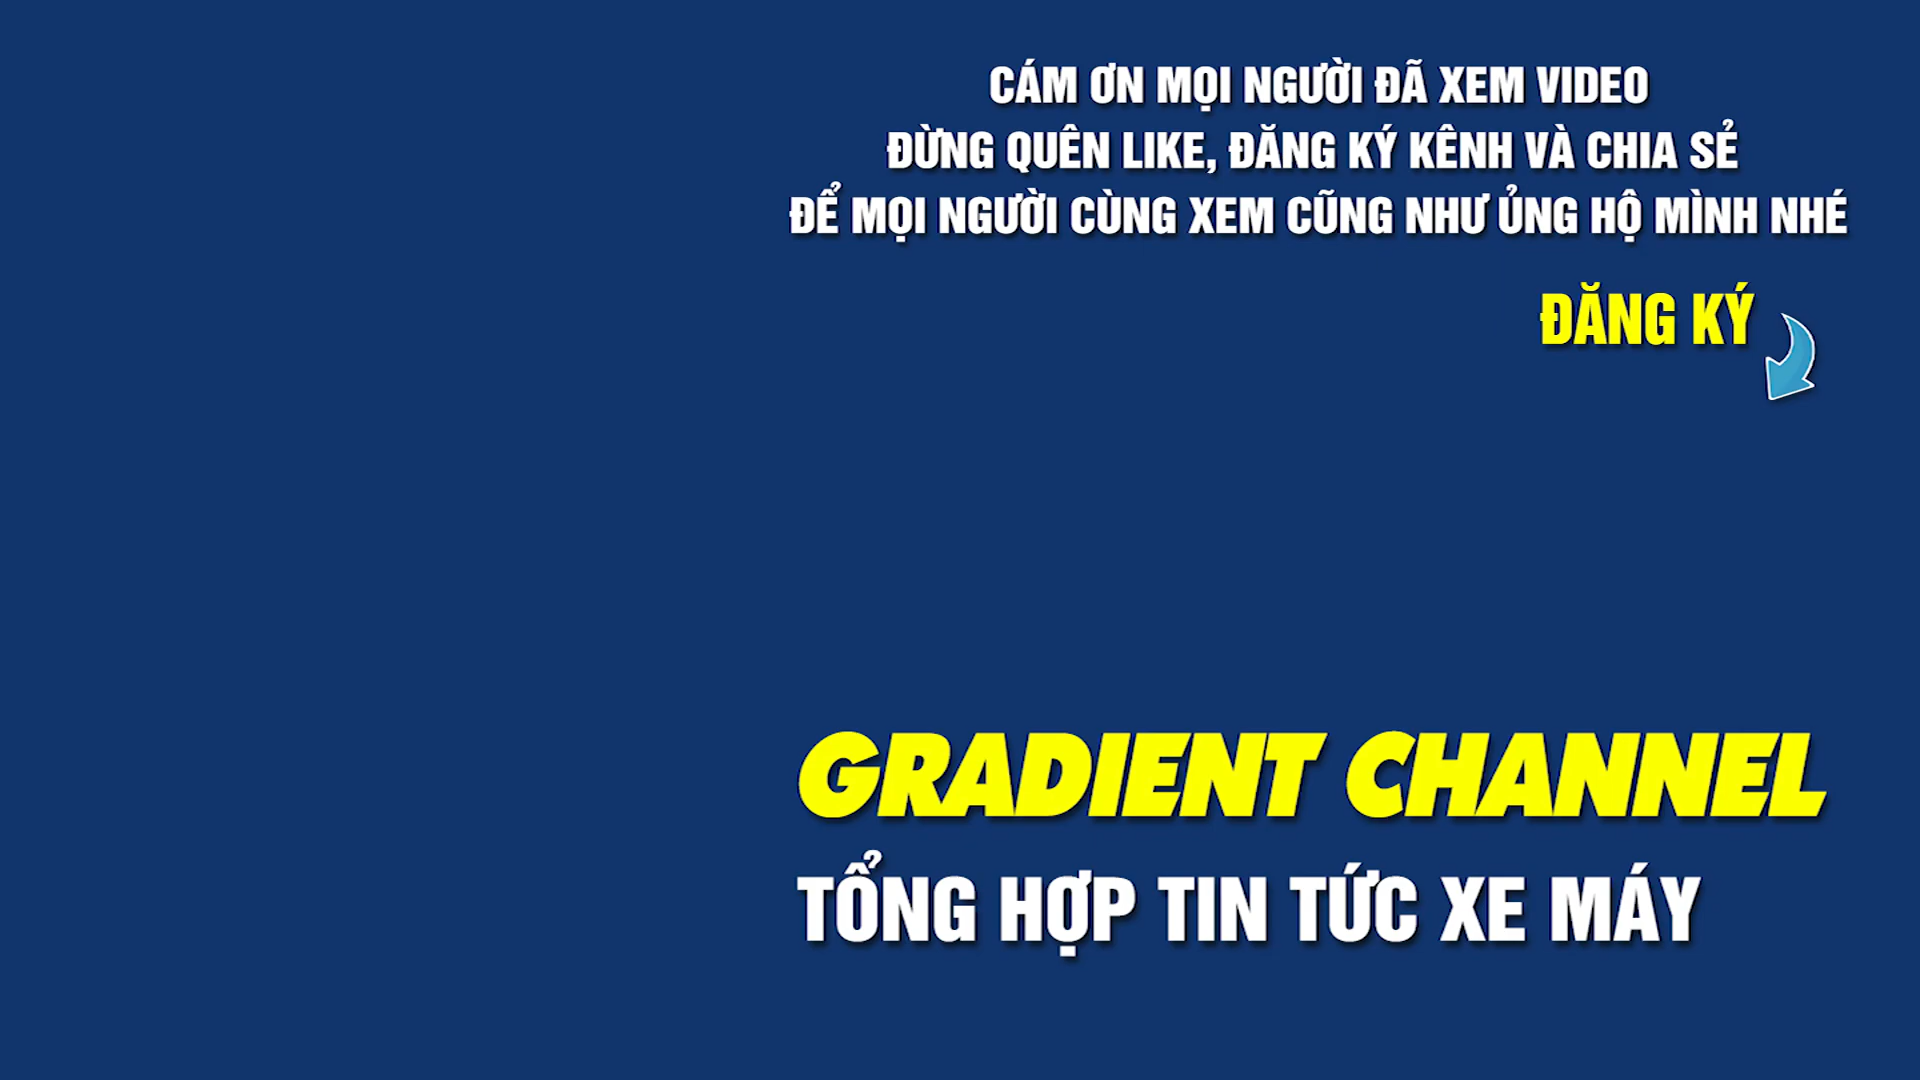 CÁM ƠN MỌI NGƯỜI ĐÃ XEM VIDEO
ĐỪNG QUÊN LIKE, ĐĂNG KÝ KÊNH VÀ CHIA SẺ
ĐỂ MỌI NGƯỜI CÙNG XEM CŨNG NHƯ ỦNG HỘ MÌNH NHÉ
ĐĂNG KÝ
GRADIENT CHANNEL
TỔNG HỢP TIN TỨC XE MÁY